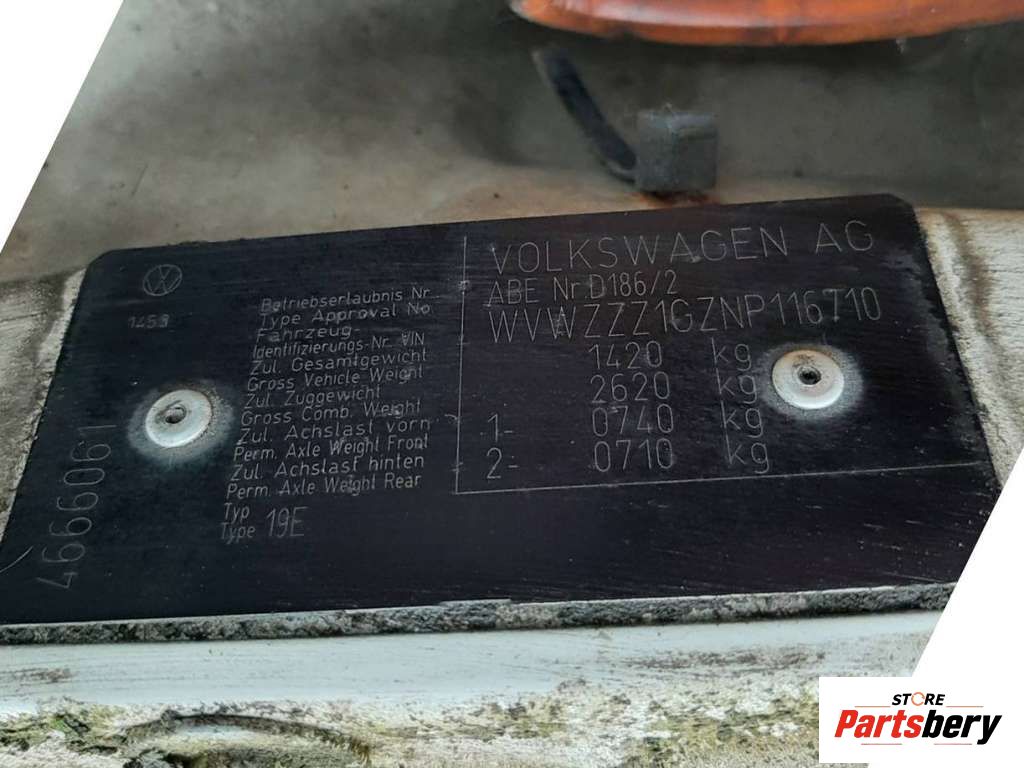 VOLKSWAGEN AG
ABE Nr. D186/2
WVWZZZ1GZNP116710
1420 kg
2620 kg
1- 0740 kg
2- 0710 kg
1459
Betriebserlaubnis Nr.
Type Approval No
Fahrzeug-
Identifizierungs-Nr. VIN
Zul. Gesamtgewicht
Gross Vehicle Weight
Zul. Zuggewicht
Gross Comb. Weight
Zul. Achslast vorn
Perm. Axle Weight Front
Zul. Achslast hinten
Perm. Axle Weight Rear
Typ
Type 19E
4666061
STORE
Partsbery